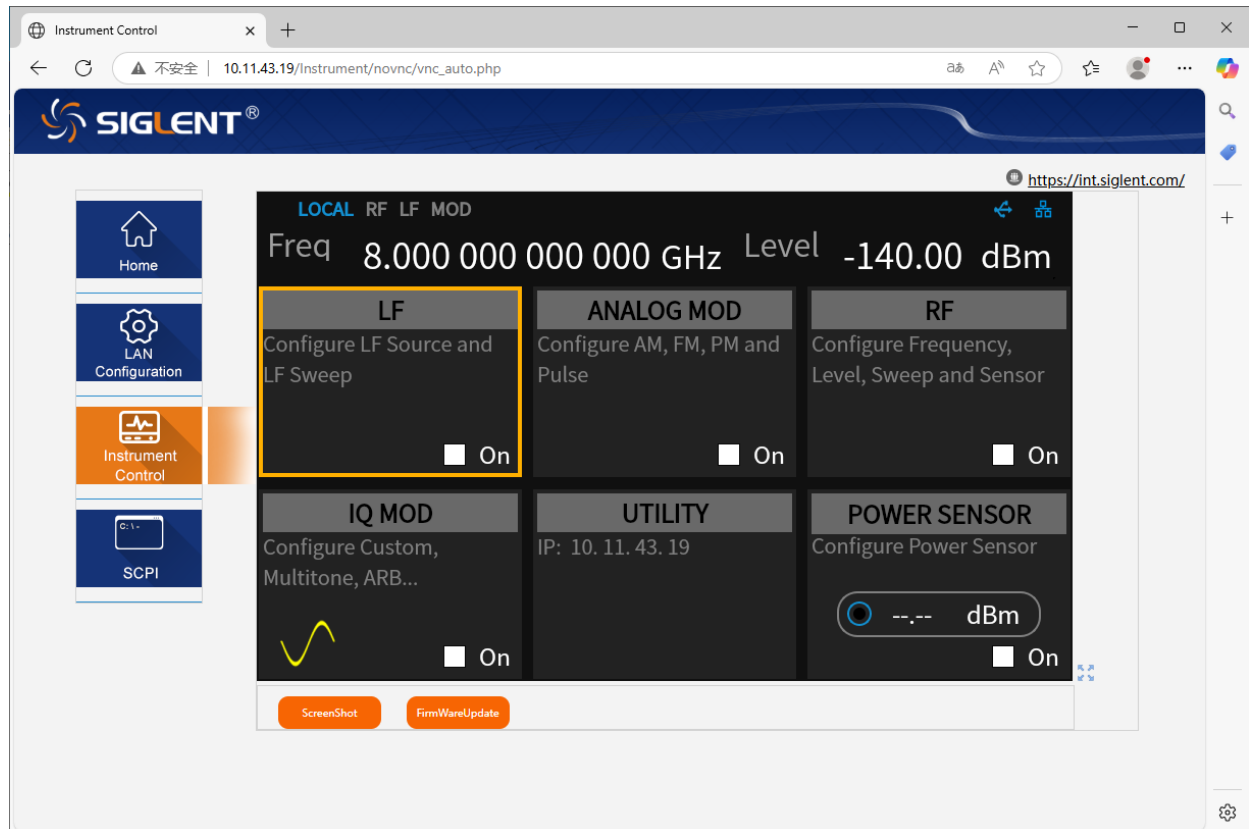 Instrument Control
不安全 | 10.11.43.19/Instrument/novnc/vnc_auto.php
SIGLENT®
https://int.siglent.com/
Home
LAN
Configuration
Instrument
Control
C:\-
SCPI
LOCAL RF LF MOD
Freq 8.000 000 000 000 GHz Level -140.00 dBm
LF
Configure LF Source and
LF Sweep
On
ANALOG MOD
Configure AM, FM, PM and
Pulse
On
RF
Configure Frequency,
Level, Sweep and Sensor
On
IQ MOD
Configure Custom,
Multitone, ARB...
On
UTILITY
IP: 10. 11. 43. 19
POWER SENSOR
Configure Power Sensor
--.-- dBm
On
ScreenShot
FirmWareUpdate